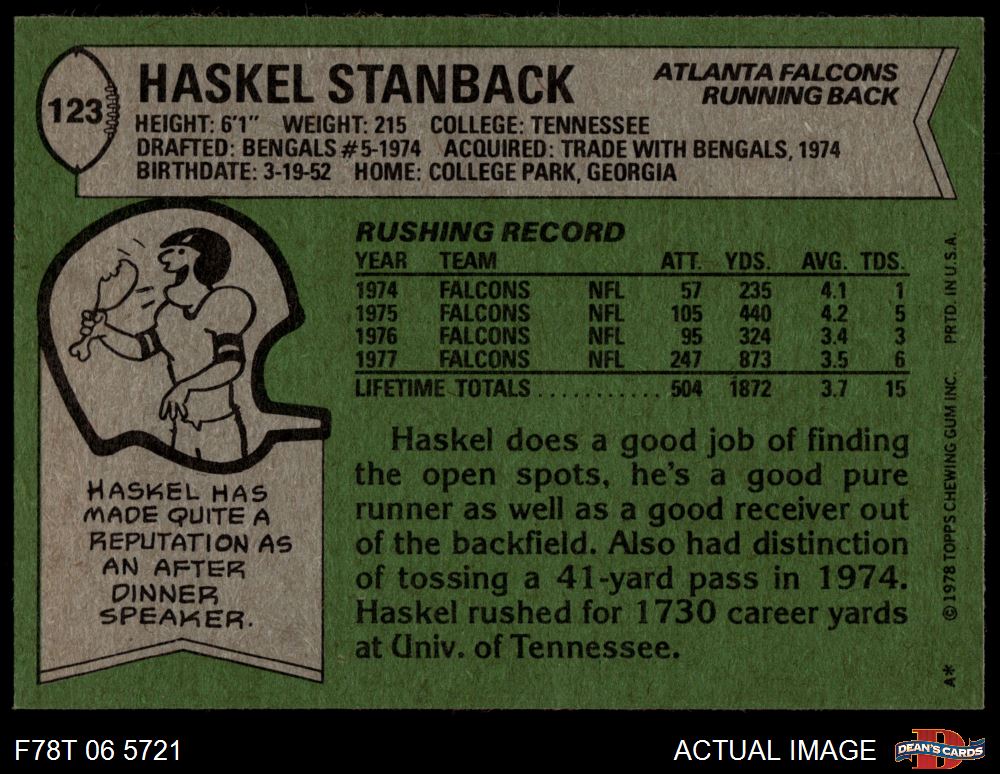 123
HASKEL STANBACK
ATLANTA FALCONS
RUNNING BACK
HEIGHT: 6'1" WEIGHT: 215 COLLEGE: TENNESSEE
DRAFTED: BENGALS #5-1974 ACQUIRED: TRADE WITH BENGALS, 1974
BIRTHDATE: 3-19-52 HOME: COLLEGE PARK, GEORGIA
RUSHING RECORD
YEAR TEAM ATT. YDS. AVG. TDS.
1974 FALCONS NFL 57 235 4.1 1
1975 FALCONS NFL 105 440 4.2 5
1976 FALCONS NFL 95 324 3.4 3
1977 FALCONS NFL 247 873 3.5 6
LIFETIME TOTALS........... 504 1872 3.7 15
Haskel does a good job of finding
the open spots, he's a good pure
runner as well as a good receiver out
of the backfield. Also had distinction
of tossing a 41-yard pass in 1974.
Haskel rushed for 1730 career yards
at Univ. of Tennessee.
HASKEL HAS
MADE QUITE A
REPUTATION AS
AN AFTER
DINNER
SPEAKER.
A* © 1978 TOPPS CHEWING GUM INC. PRTD. IN U.S.A.
F78T 06 5721
ACTUAL IMAGE
D
DEAN'S CARDS